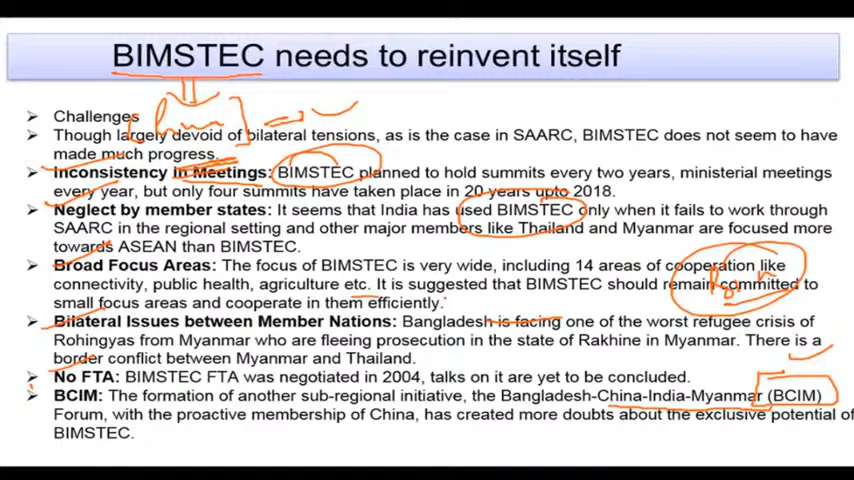 BIMSTEC needs to reinvent itself
Challenges
Though largely devoid of bilateral tensions, as is the case in SAARC, BIMSTEC does not seem to have
made much progress.
Inconsistency in Meetings: BIMSTEC planned to hold summits every two years, ministerial meetings
every year, but only four summits have taken place in 20 years upto 2018.
Neglect by member states: It seems that India has used BIMSTEC only when it fails to work through
SAARC in the regional setting and other major members like Thailand and Myanmar are focused more
towards ASEAN than BIMSTEC.
Broad Focus Areas: The focus of BIMSTEC is very wide, including 14 areas of cooperation like
connectivity, public health, agriculture etc. It is suggested that BIMSTEC should remain committed to
small focus areas and cooperate in them efficiently.
Bilateral Issues between Member Nations: Bangladesh is facing one of the worst refugee crisis of
Rohingyas from Myanmar who are fleeing prosecution in the state of Rakhine in Myanmar. There is a
border conflict between Myanmar and Thailand.
No FTA: BIMSTEC FTA was negotiated in 2004, talks on it are yet to be concluded.
BCIM: The formation of another sub-regional initiative, the Bangladesh-China-India-Myanmar (BCIM)
Forum, with the proactive membership of China, has created more doubts about the exclusive potential of
BIMSTEC.